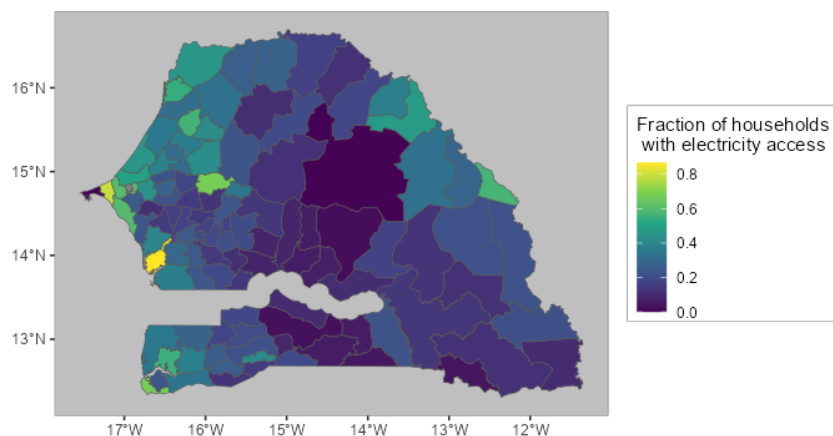 16°N
15°N
14°N
13°N
17°W 16°W 15°W 14°W 13°W 12°W
Fraction of households
with electricity access
0.8
0.6
0.4
0.2
0.0